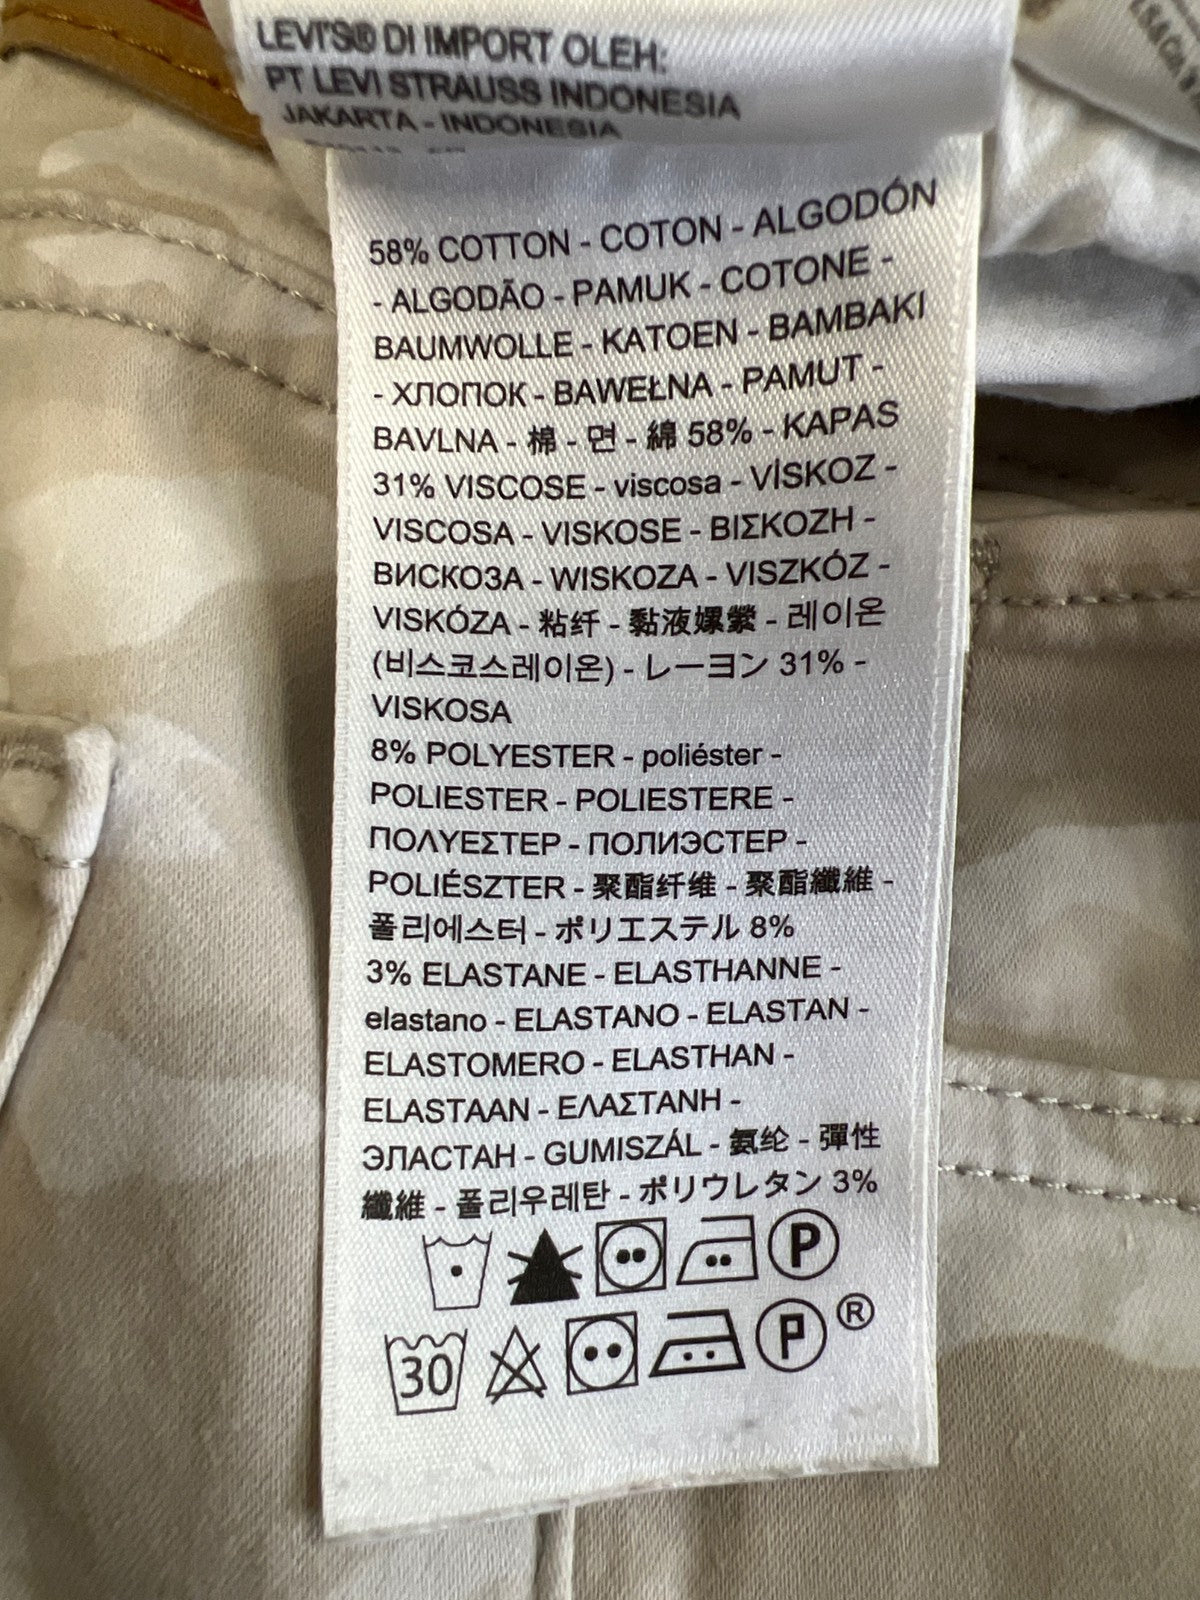 LEVI'S® DI IMPORT OLEH:
PT LEVI STRAUSS INDONESIA
JAKARTA - INDONESIA
58% COTTON - COTON - ALGODÓN
- ALGODÃO - PAMUK - COTONE -
BAUMWOLLE - KATOEN - BAMBAKI
- ХЛОПОК - BAWEŁNA - PAMUT -
BAVLNA - 棉 - 면 - 綿 58% - KAPAS
31% VISCOSE - viscosa - VİSKOZ -
VISCOSA - VISKOSE - ΒΙΣΚΟΖΗ -
ВИСКОЗА - WISKOZA - VISZKÓZ -
VISKÓZA - 粘纤 - 黏液嫘縈 - 레이온
(비스코스레이온) - レーヨン 31% -
VISKOSA
8% POLYESTER - poliéster -
POLIESTER - POLIESTERE -
ΠΟΛΥΕΣΤΕΡ - ПОЛИЭСТЕР -
POLIÉSZTER - 聚酯纤维 - 聚酯纖維 -
폴리에스터 - ポリエステル 8%
3% ELASTANE - ELASTHANNE -
elastano - ELASTANO - ELASTAN -
ELASTOMERO - ELASTHAN -
ELASTAAN - ΕΛΑΣΤΑΝΗ -
ЭЛАСТАН - GUMISZÁL - 氨纶 - 彈性
纖維 - 폴리우레탄 - ポリウレタン 3%
P
30 P ®